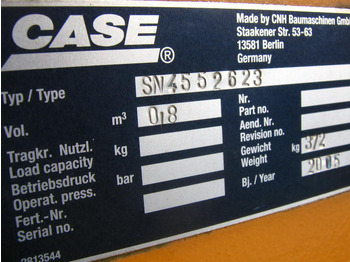 CASE®
Made by CNH Baumaschinen GmbH
Staakener Str. 53-63
13581 Berlin
Germany
Typ / Type SN4552623
Vol. m³ 0,8
Tragkr. Nutzl. kg
Load capacity
Betriebsdruck bar
Operat. press.
Fert.-Nr.
Serial no.
Nr.
Part no.
Aend.Nr.
Revision no.
Gewicht kg 372
Weight
Bj. / Year 2005
9813544